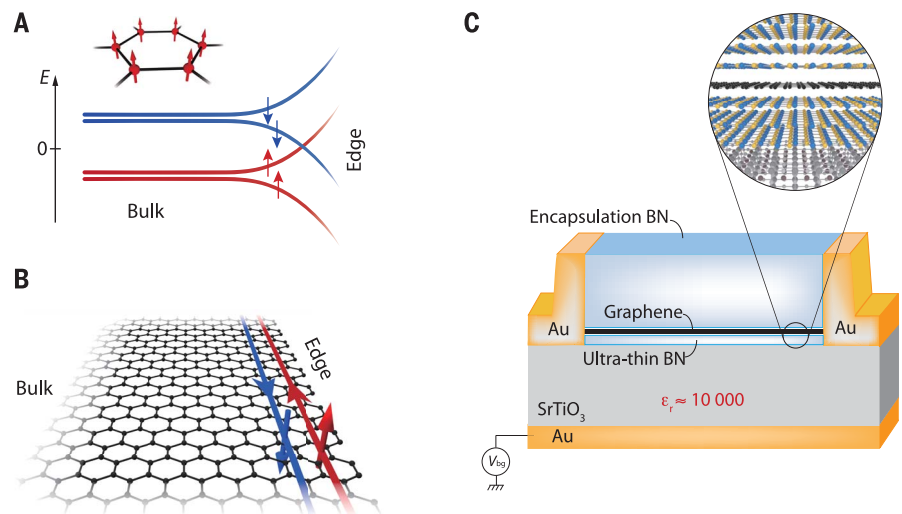 A
E
0
Bulk
Edge
B
Bulk
Edge
C
Encapsulation BN
Graphene
Au
Au
Ultra-thin BN
εr ≈ 10 000
SrTiO3
Au
Vbg